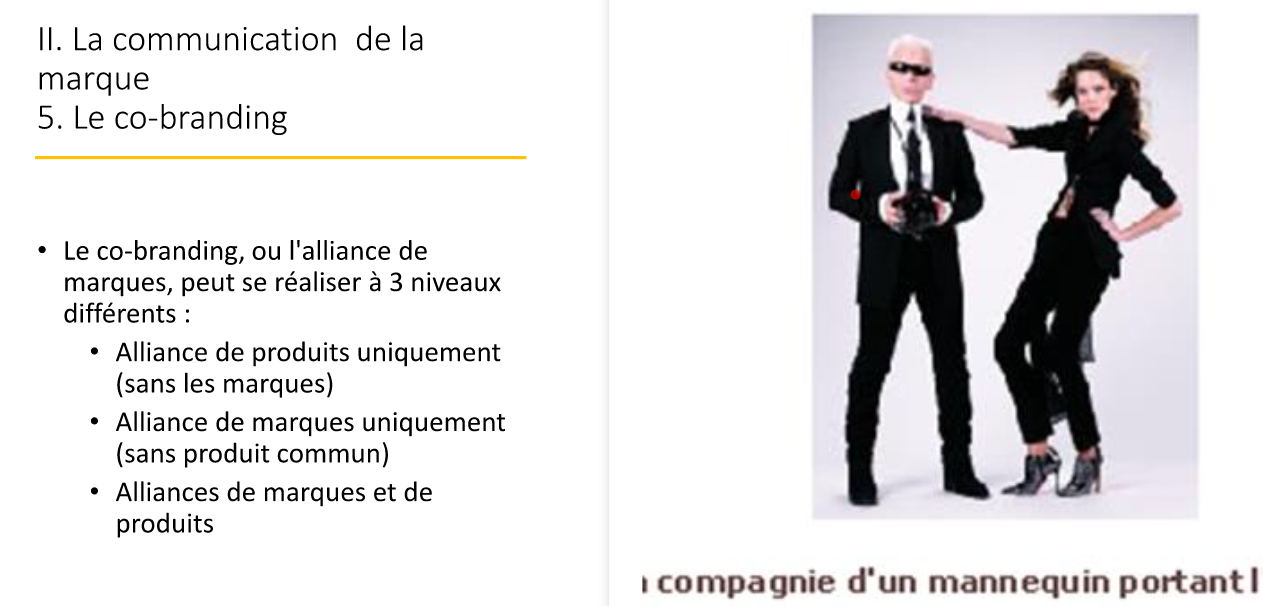 II. La communication  de la
marque
5. Le co-branding
• Le co-branding, ou l'alliance de
marques, peut se réaliser à 3 niveaux
différents :
• Alliance de produits uniquement
(sans les marques)
• Alliance de marques uniquement
(sans produit commun)
• Alliances de marques et de
produits
compagnie d'un mannequin portant